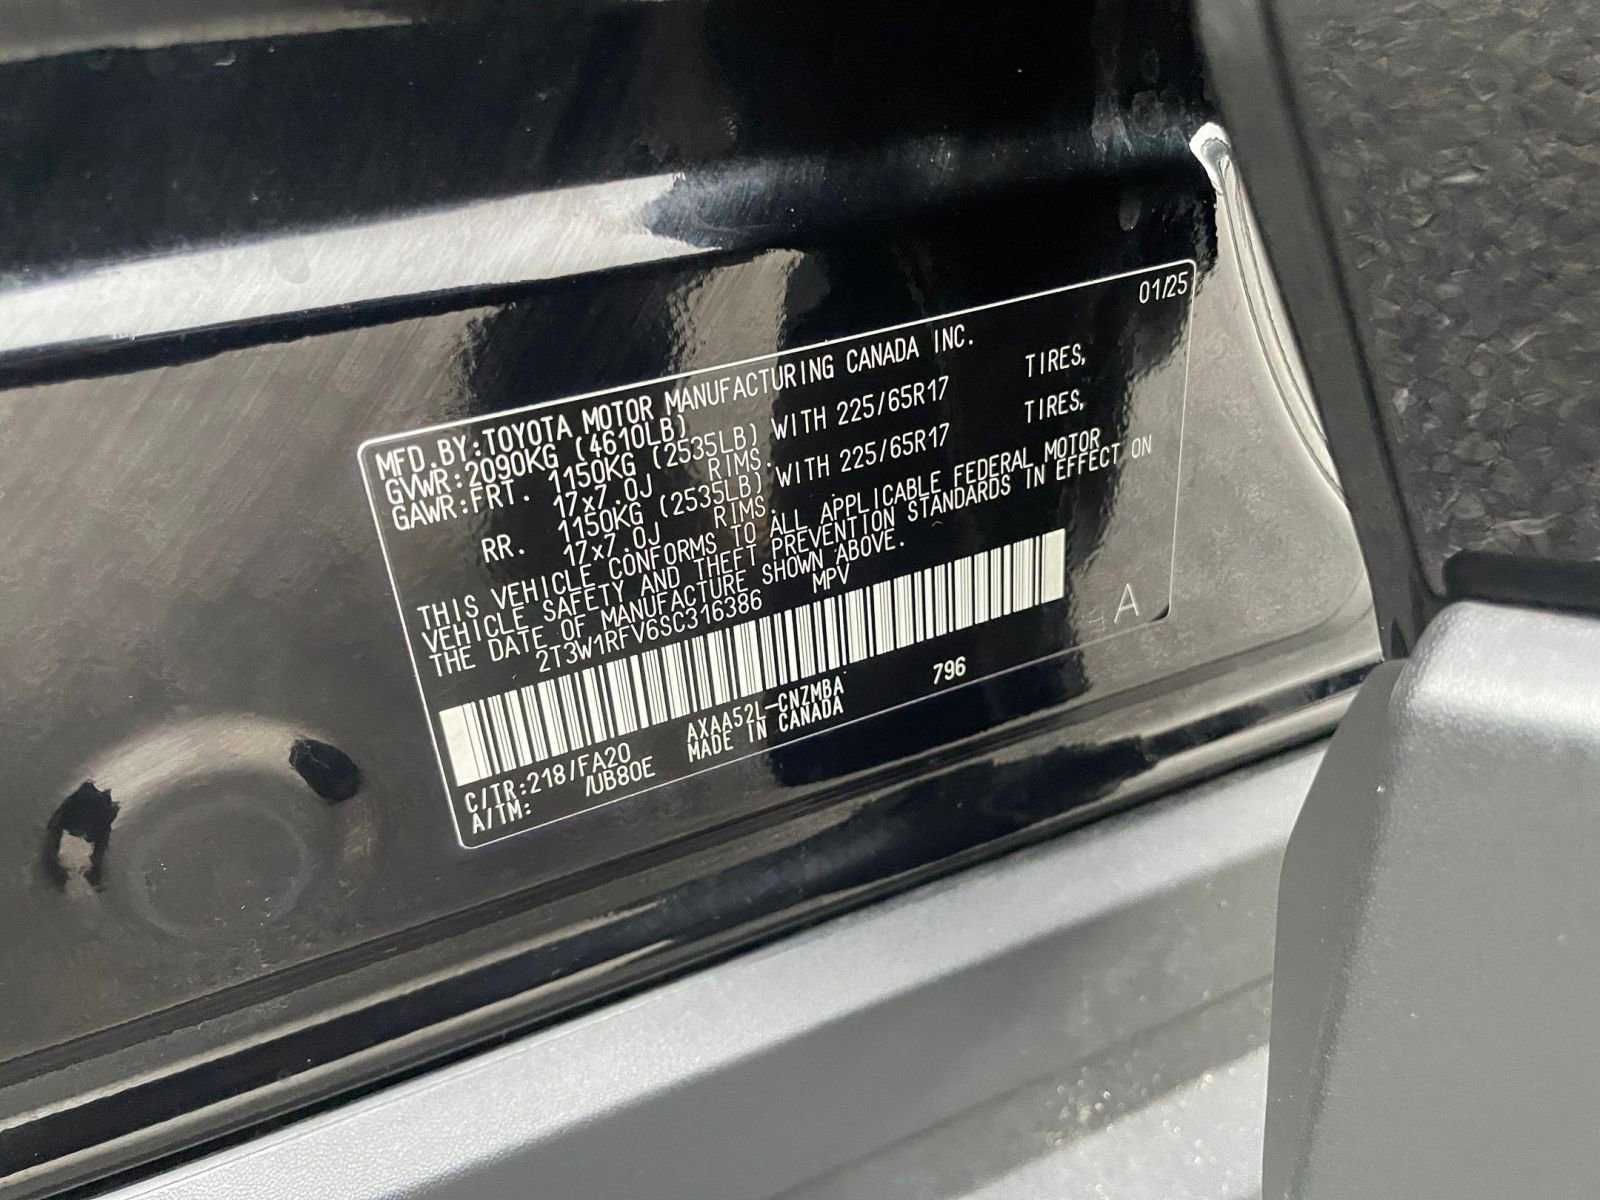 01/25
MFD.BY:TOYOTA MOTOR MANUFACTURING CANADA INC.
GVWR:2090KG (4610LB)
GAWR:FRT. 1150KG (2535LB) WITH 225/65R17 TIRES,
17x7.0J RIMS.
RR. 1150KG (2535LB) WITH 225/65R17 TIRES,
17x7.0J RIMS.
THIS VEHICLE CONFORMS TO ALL APPLICABLE FEDERAL MOTOR
VEHICLE SAFETY AND THEFT PREVENTION STANDARDS IN EFFECT ON
THE DATE OF MANUFACTURE SHOWN ABOVE.
2T3W1RFV6SC316386 MPV
A
C/TR:218/FA20 AXAA52L-CNZMBA 796
A/TM: /UB80E MADE IN CANADA